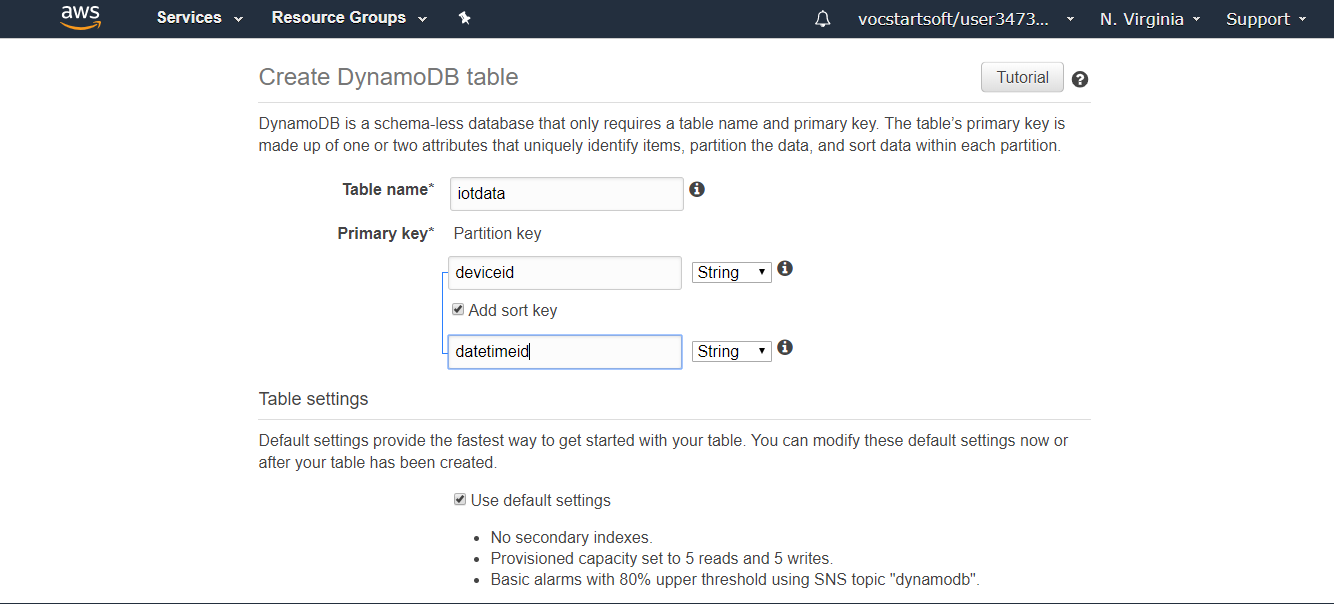 aws Services Resource Groups vocstartsoft/user3473... N. Virginia Support
Create DynamoDB table Tutorial
DynamoDB is a schema-less database that only requires a table name and primary key. The table's primary key is
made up of one or two attributes that uniquely identify items, partition the data, and sort data within each partition.
Table name* iotdata
Primary key* Partition key
deviceid String
Add sort key
datetimeid String
Table settings
Default settings provide the fastest way to get started with your table. You can modify these default settings now or
after your table has been created.
Use default settings
No secondary indexes.
Provisioned capacity set to 5 reads and 5 writes.
Basic alarms with 80% upper threshold using SNS topic "dynamodb".